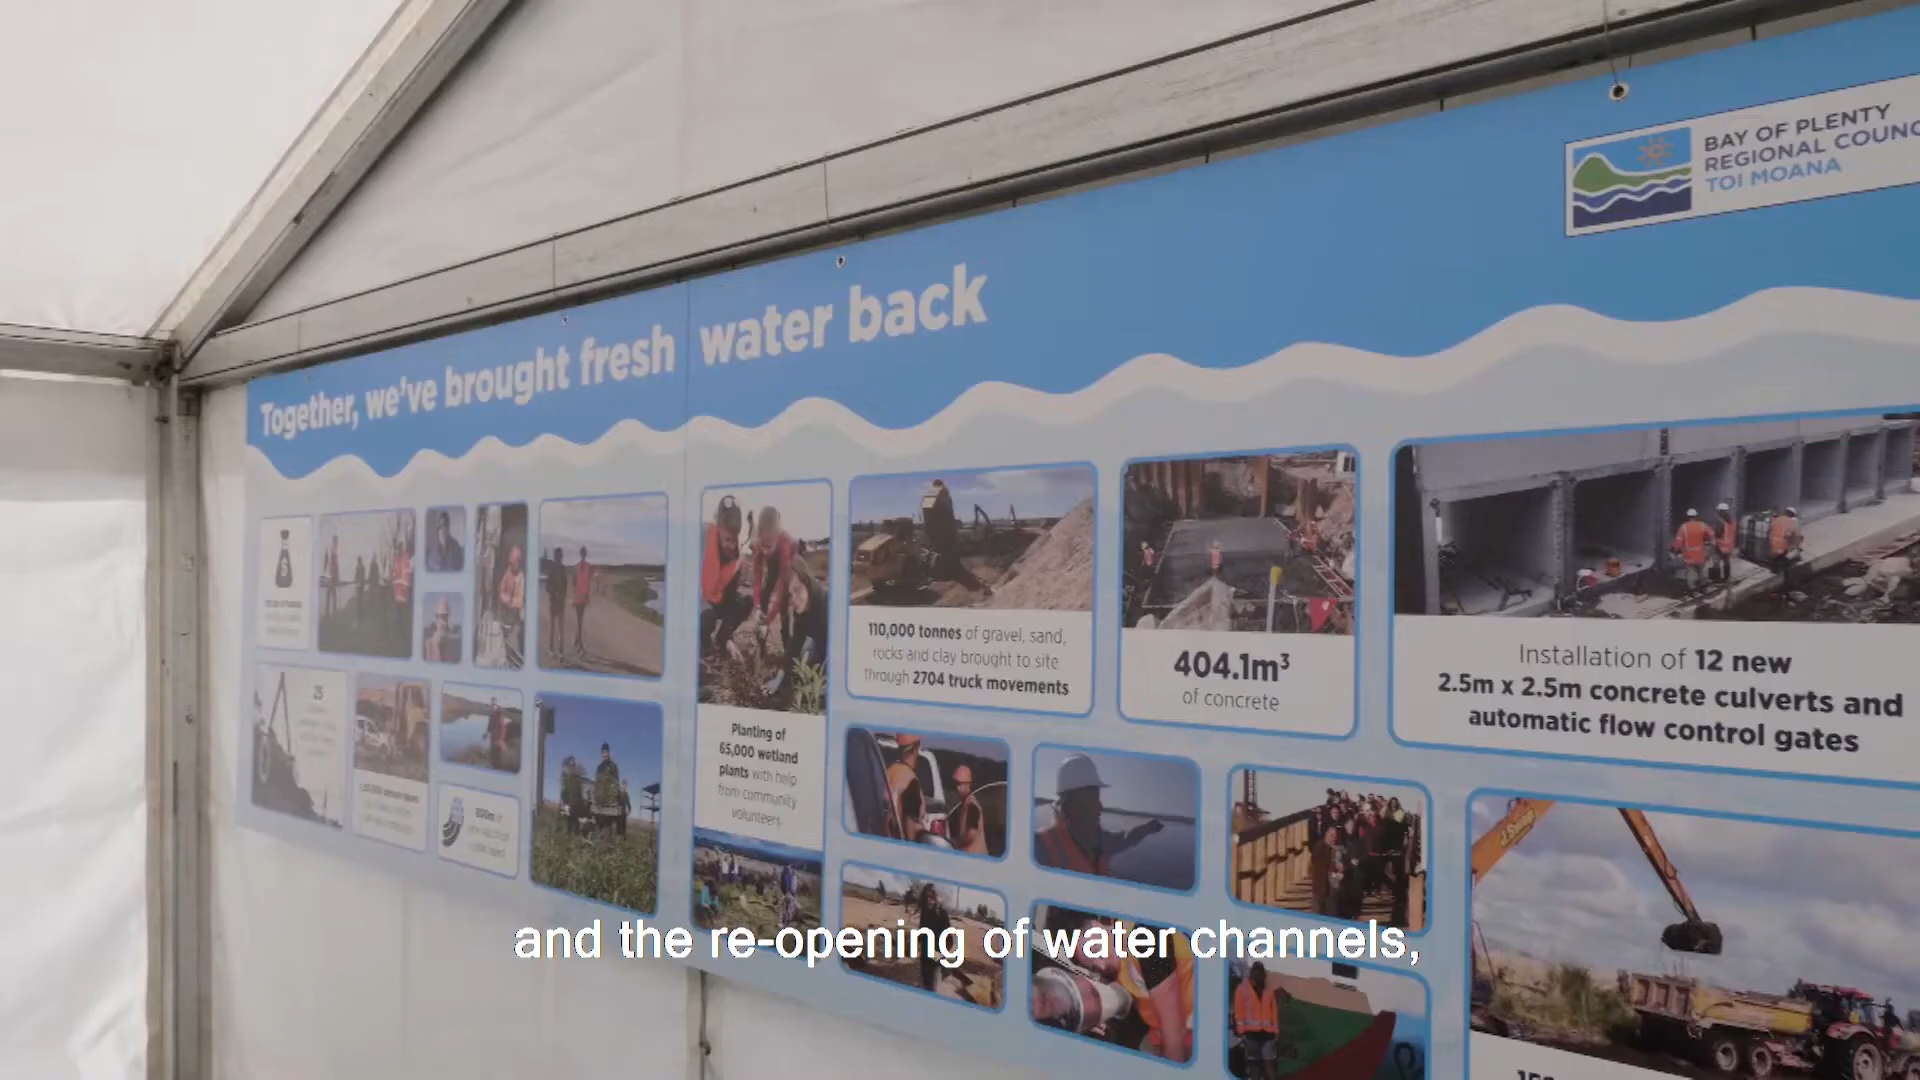 BAY OF PLENTY
REGIONAL COUNC
TOI MOANA
Together, we've brought fresh water back
110,000 tonnes of gravel, sand,
rocks and clay brought to site
through 2704 truck movements
404.1m³
of concrete
Installation of 12 new
2.5m x 2.5m concrete culverts and
automatic flow control gates
Planting of
65,000 wetland
plants with help
from community
volunteers
25
800m of
and the re-opening of water channels,